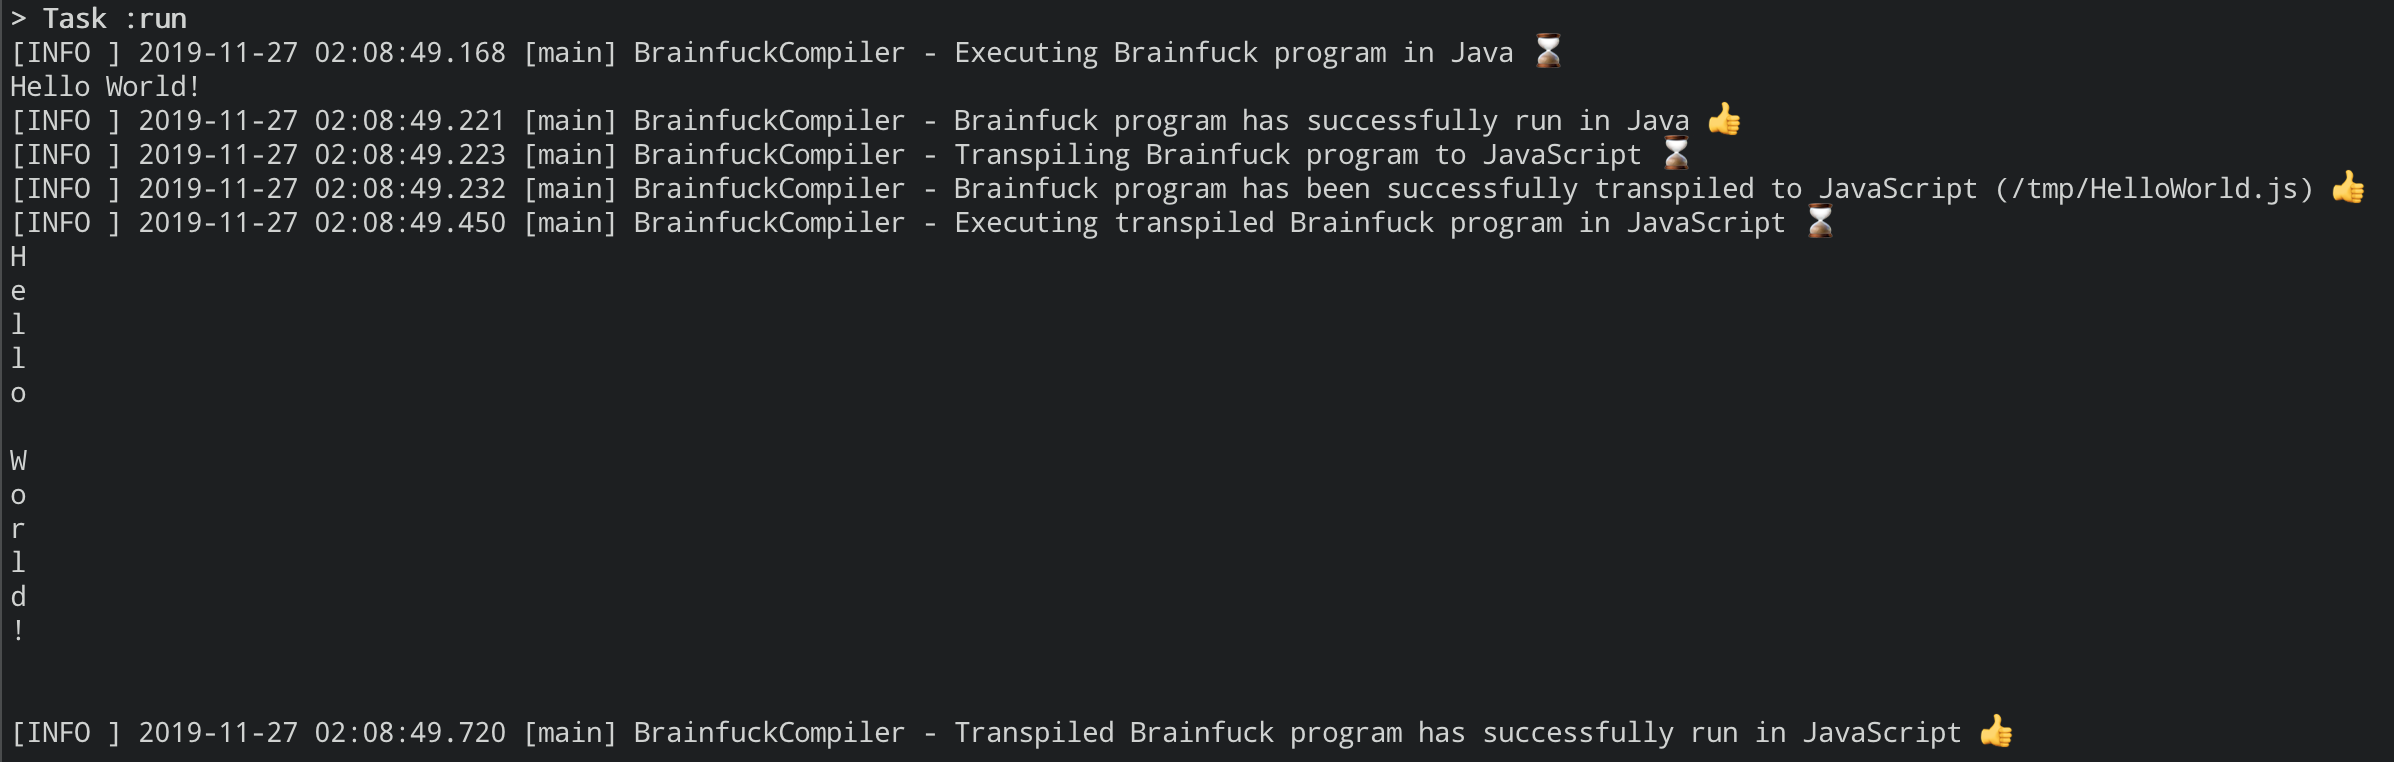 > Task :run
[INFO ] 2019-11-27 02:08:49.168 [main] BrainfuckCompiler - Executing Brainfuck program in Java ⏳
Hello World!
[INFO ] 2019-11-27 02:08:49.221 [main] BrainfuckCompiler - Brainfuck program has successfully run in Java 👍
[INFO ] 2019-11-27 02:08:49.223 [main] BrainfuckCompiler - Transpiling Brainfuck program to JavaScript ⏳
[INFO ] 2019-11-27 02:08:49.232 [main] BrainfuckCompiler - Brainfuck program has been successfully transpiled to JavaScript (/tmp/HelloWorld.js) 👍
[INFO ] 2019-11-27 02:08:49.450 [main] BrainfuckCompiler - Executing transpiled Brainfuck program in JavaScript ⏳
H
e
l
l
o

W
o
r
l
d
!


[INFO ] 2019-11-27 02:08:49.720 [main] BrainfuckCompiler - Transpiled Brainfuck program has successfully run in JavaScript 👍